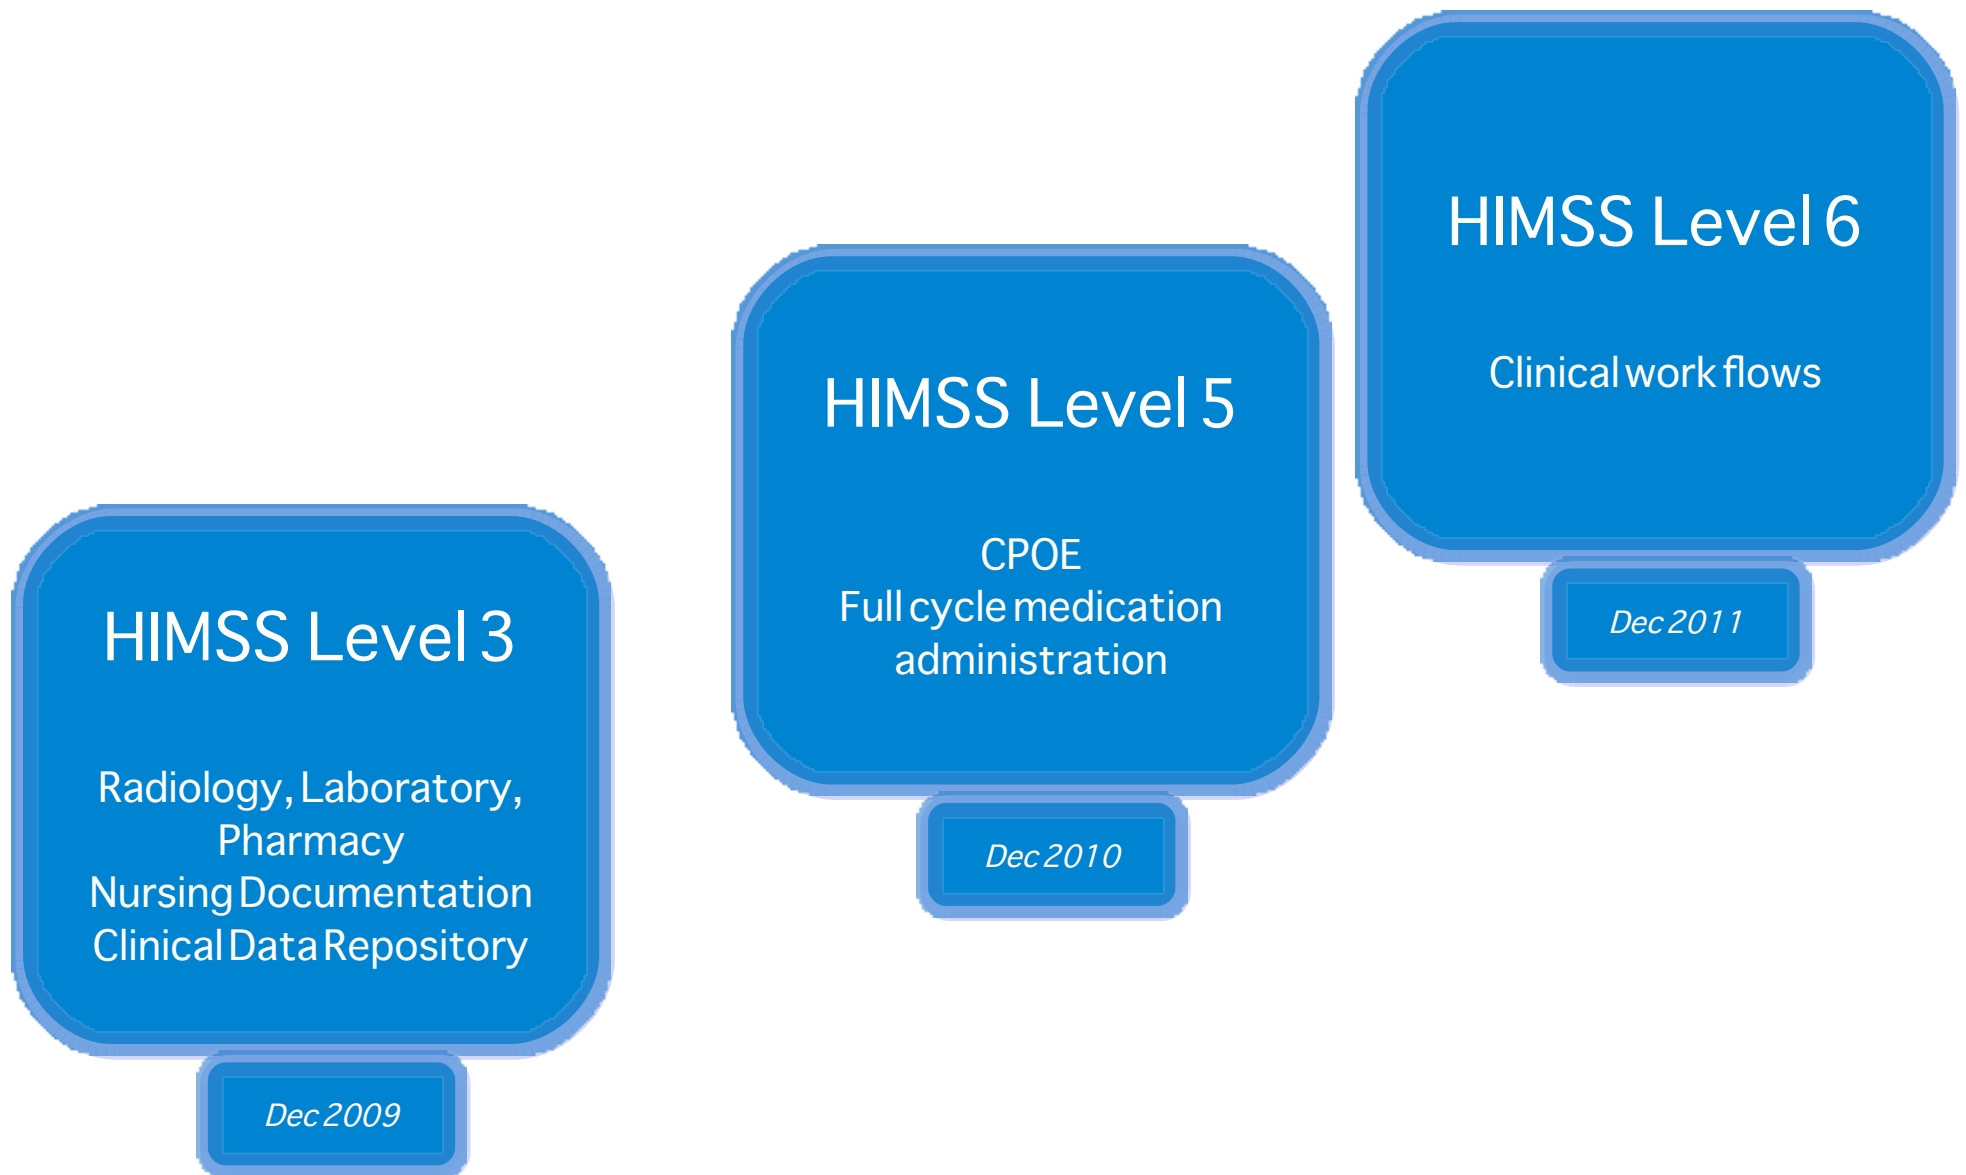 HIMSS Level 3
Radiology, Laboratory,
Pharmacy
Nursing Documentation
Clinical Data Repository
Dec 2009
HIMSS Level 5
CPOE
Full cycle medication
administration
Dec 2010
HIMSS Level 6
Clinical work flows
Dec 2011